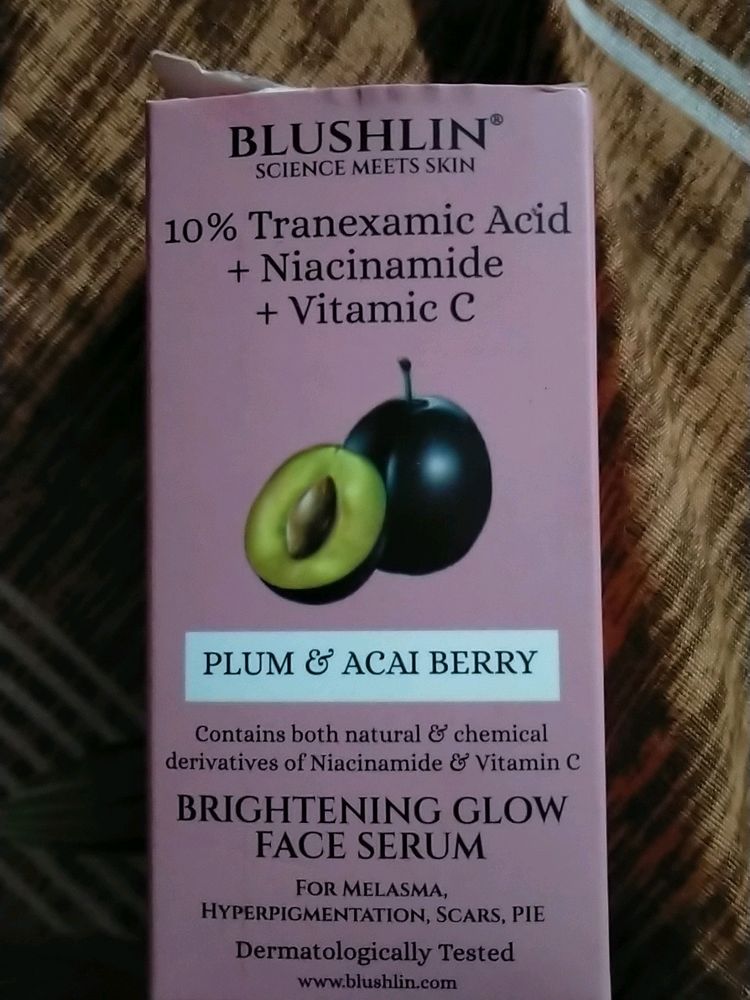 BLUSHLIN®
SCIENCE MEETS SKIN
10% Tranexamic Acid
+ Niacinamide
+ Vitamic C
PLUM & ACAI BERRY
Contains both natural & chemical
derivatives of Niacinamide & Vitamin C
BRIGHTENING GLOW
FACE SERUM
FOR MELASMA,
HYPERPIGMENTATION, SCARS, PIE
Dermatologically Tested
www.blushlin.com